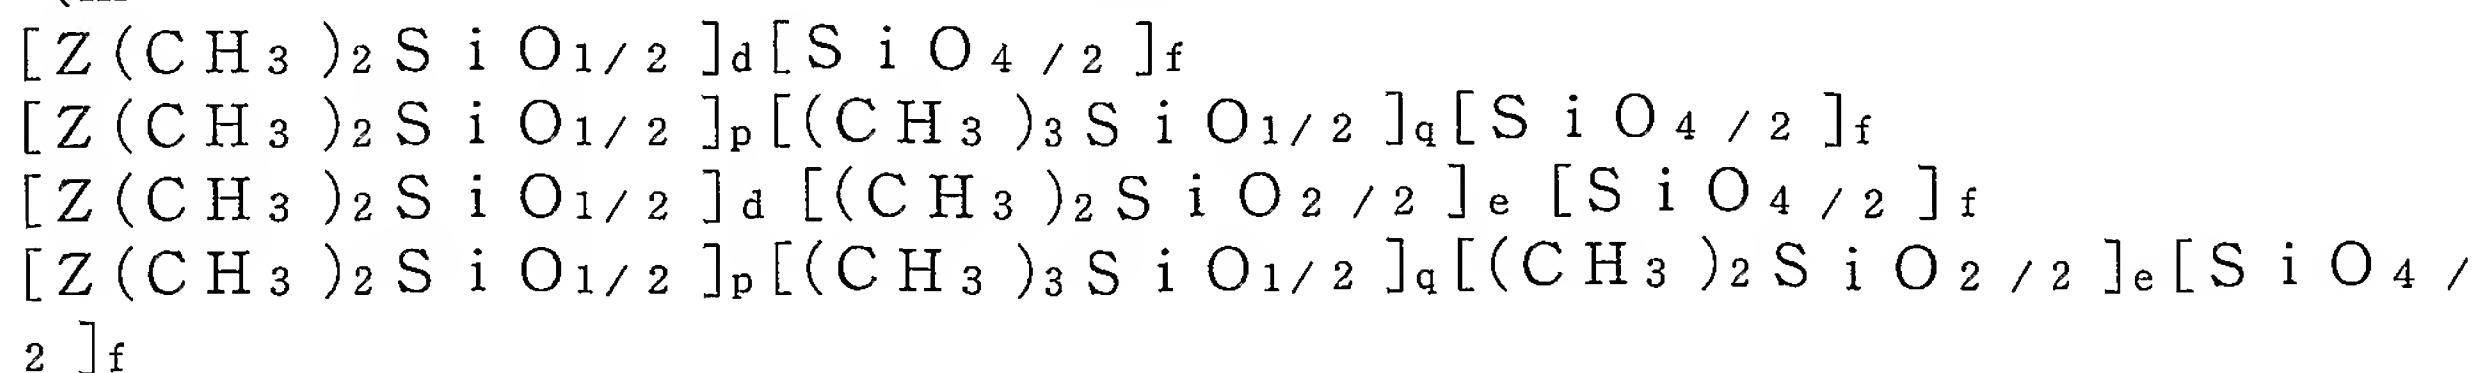 [Z(CH3)2SiO1/2]d[SiO4/2]f
[Z(CH3)2SiO1/2]p[(CH3)3SiO1/2]q[SiO4/2]f
[Z(CH3)2SiO1/2]d [(CH3)2SiO2/2]e [SiO4/2]f
[Z(CH3)2SiO1/2]p[(CH3)3SiO1/2]q[(CH3)2SiO2/2]e[SiO4/
2]f